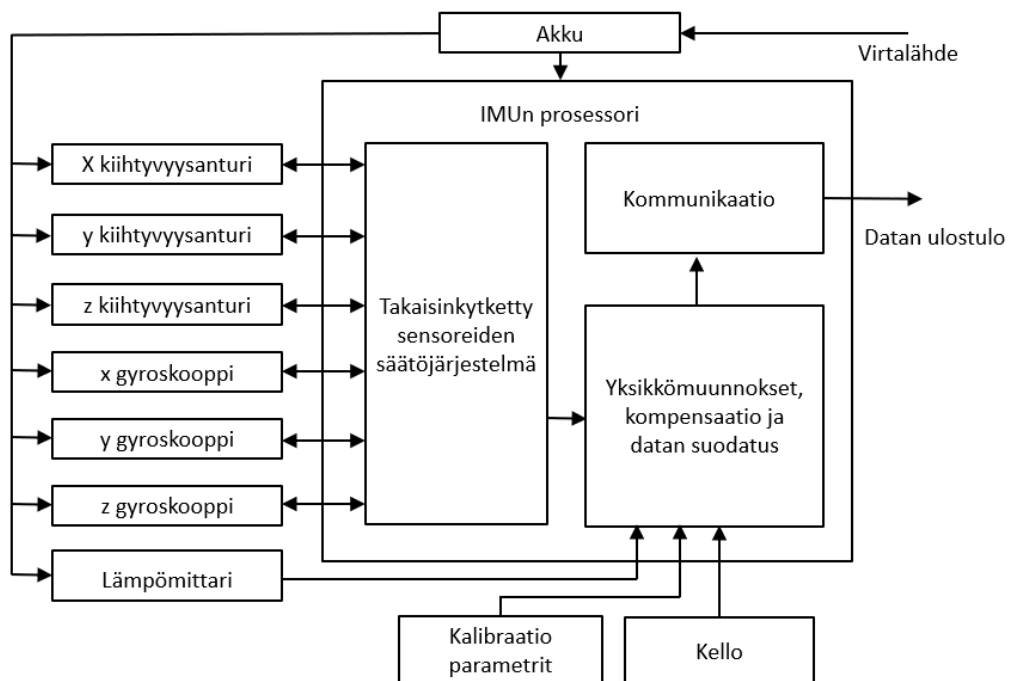 Akku
Virtalähde
IMUn prosessori
X kiihtyvyysanturi
y kiihtyvyysanturi
z kiihtyvyysanturi
x gyroskooppi
y gyroskooppi
z gyroskooppi
Lämpömittari
Takaisinkytketty
sensoreiden
säätöjärjestelmä
Kommunikaatio
Datan ulostulo
Yksikkömuunnokset,
kompensaatio ja
datan suodatus
Kalibraatio
parametrit
Kello